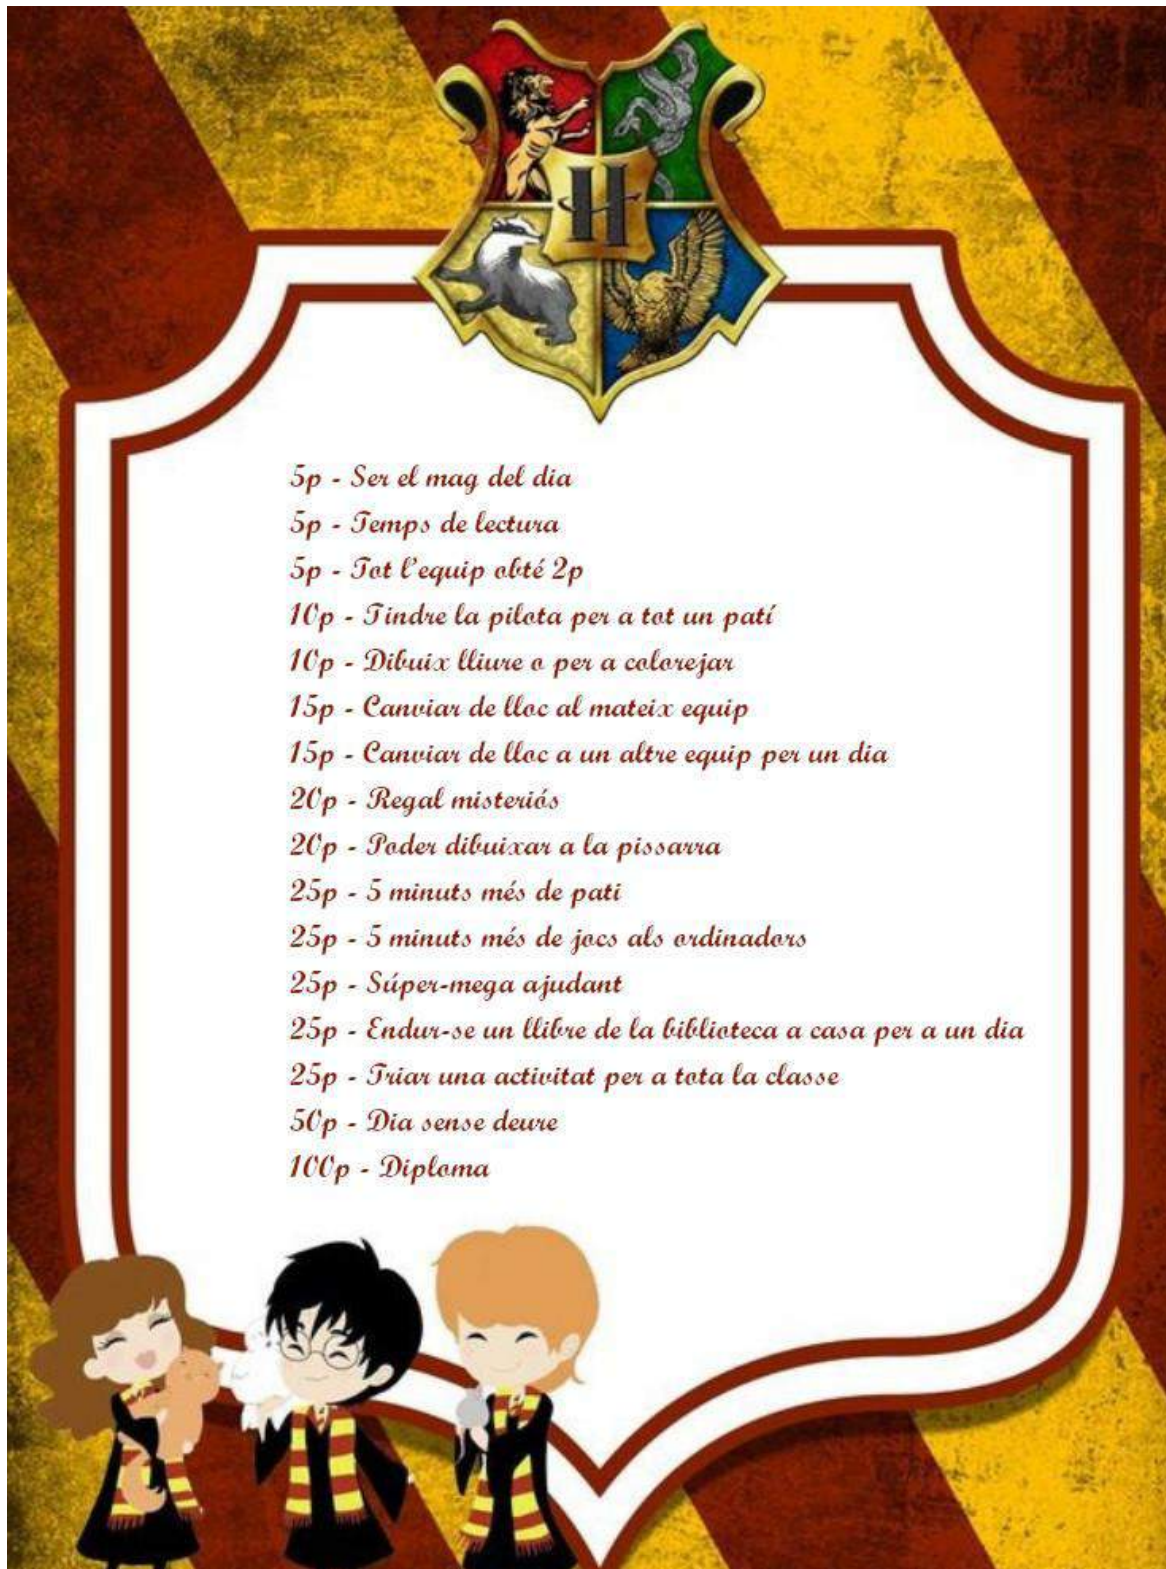 H
5p - Ser el mag del dia
5p - Temps de lectura
5p - Tot l'equip obté 2p
10p - Tindre la pilota per a tot un patí
10p - Dibuix lliure o per a colorejar
15p - Canviar de lloc al mateix equip
15p - Canviar de lloc a un altre equip per un dia
20p - Regal misteriós
20p - Poder dibuixar a la pissarra
25p - 5 minuts més de pati
25p - 5 minuts més de jocs als ordinadors
25p - Súper-mega ajudant
25p - Endur-se un llibre de la biblioteca a casa per a un dia
25p - Triar una activitat per a tota la classe
50p - Dia sense deure
100p - Diploma